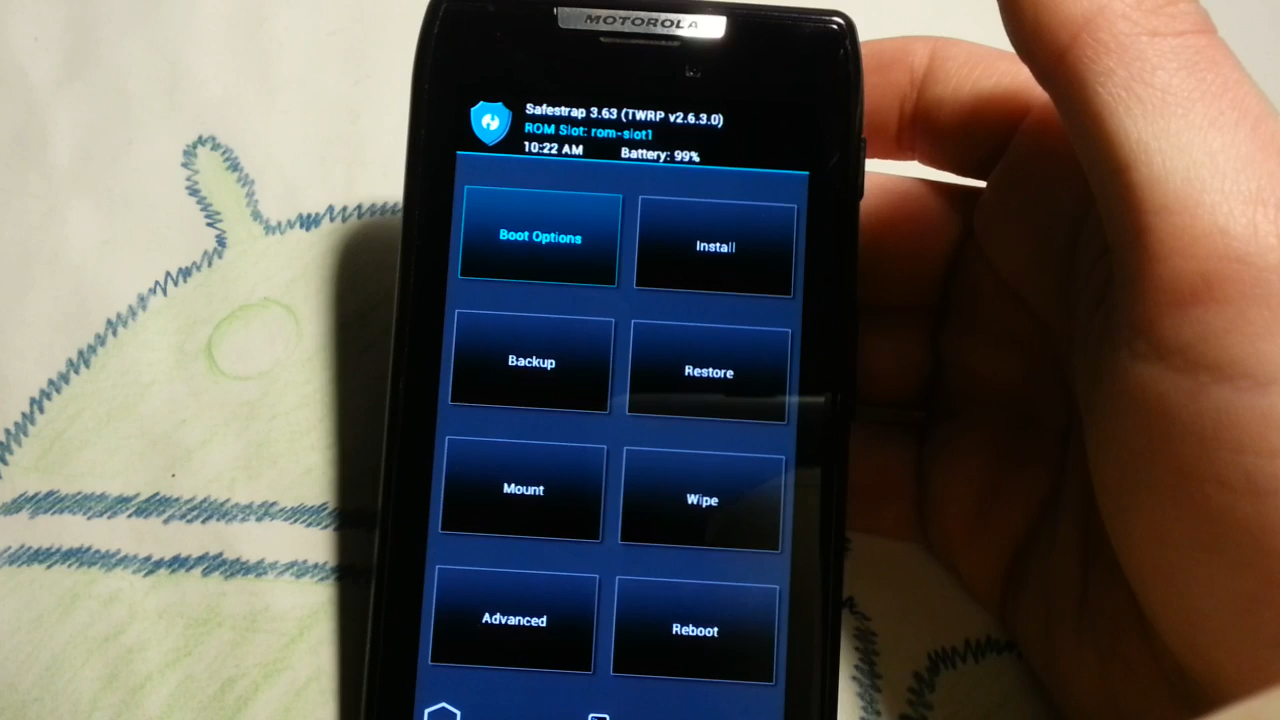 MOTOROLA
Safestrap 3.63 (TWRP v2.6.3.0)
ROM Slot: rom-slot1
10:22 AM Battery: 99%
Boot Options
Install
Backup
Restore
Mount
Wipe
Advanced
Reboot